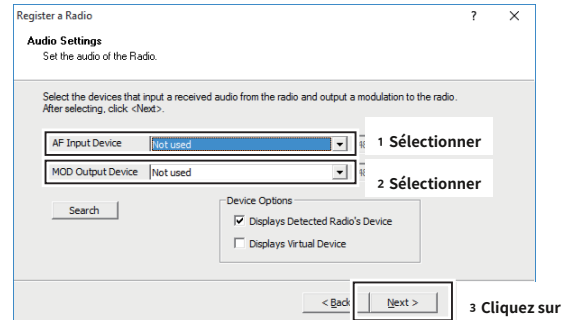 Register a Radio ? ×
Audio Settings
Set the audio of the Radio.
Select the devices that input a received audio from the radio and output a modulation to the radio.
After selecting, click <Next>.
AF Input Device Not used
1 Sélectionner
MOD Output Device Not used
2 Sélectionner
Search
Device Options
Displays Detected Radio's Device
Displays Virtual Device
< Back Next >
3 Cliquez sur